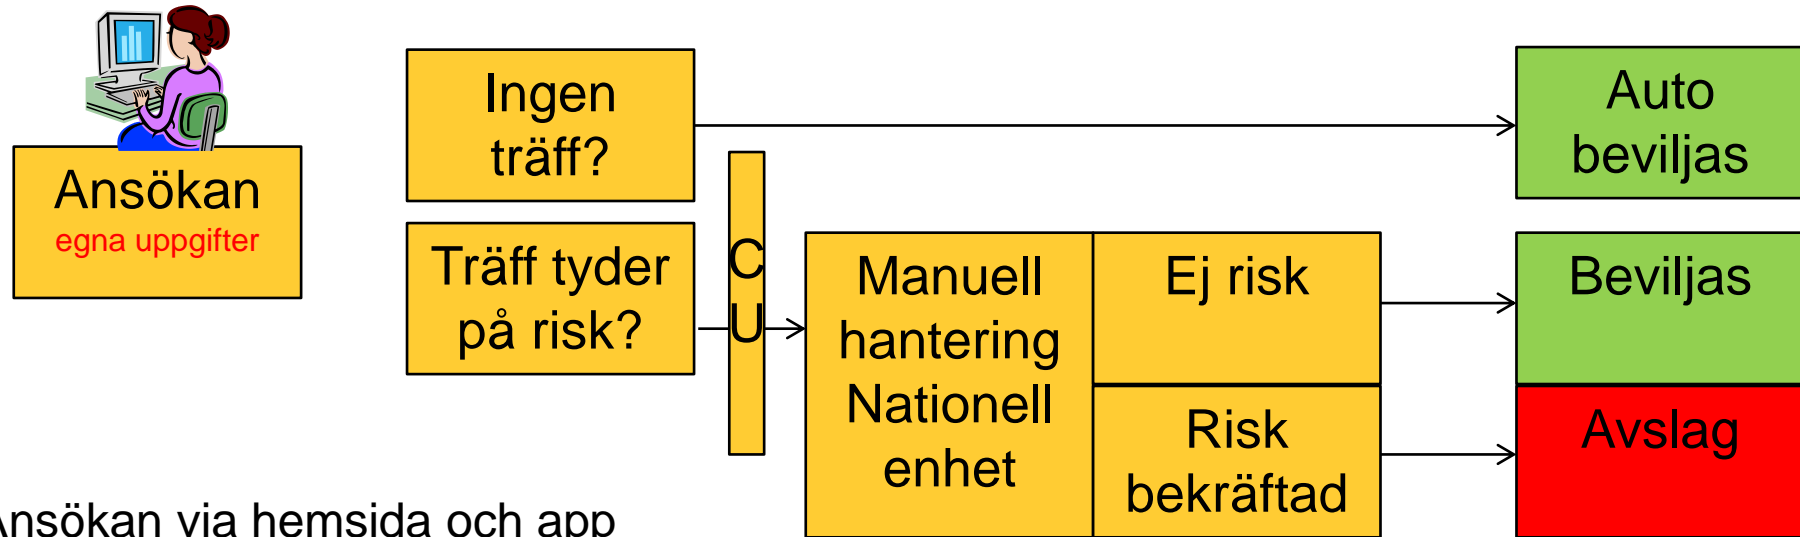 Ansökan
egna uppgifter
Ingen
träff?
Träff tyder
på risk?
C
U
Manuell
hantering
Nationell
enhet
Ej risk
Risk
bekräftad
Auto
beviljas
Beviljas
Avslag
Ansökan via hemsida och app